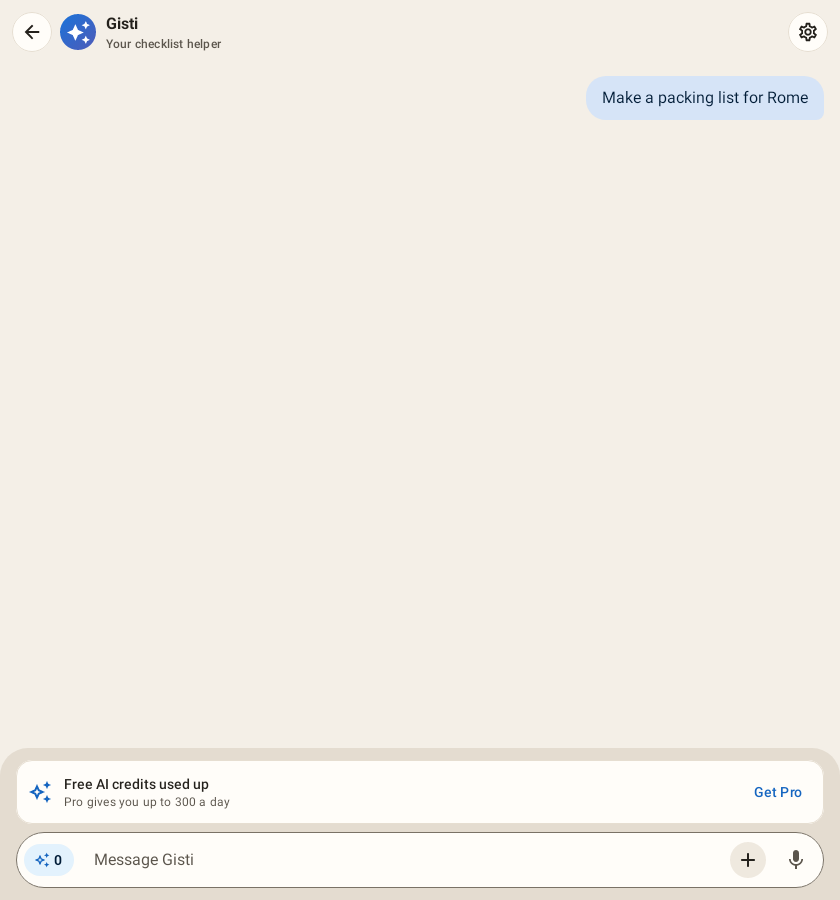 Gisti
Your checklist helper
Make a packing list for Rome
Free AI credits used up
Pro gives you up to 300 a day
Get Pro
0
Message Gisti